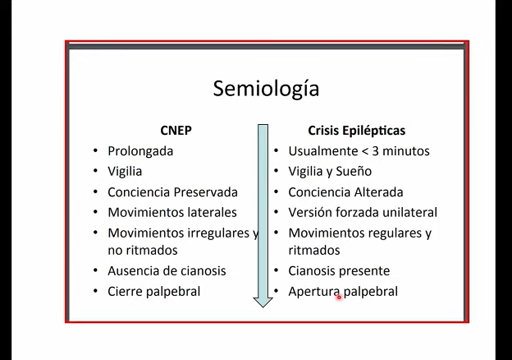 Semiología
CNEP
• Prolongada
• Vigilia
• Conciencia Preservada
• Movimientos laterales
• Movimientos irregulares y
no ritmados
• Ausencia de cianosis
• Cierre palpebral
Crisis Epilépticas
• Usualmente < 3 minutos
• Vigilia y Sueño
• Conciencia Alterada
• Versión forzada unilateral
• Movimientos regulares y
ritmados
• Cianosis presente
• Apertura palpebral